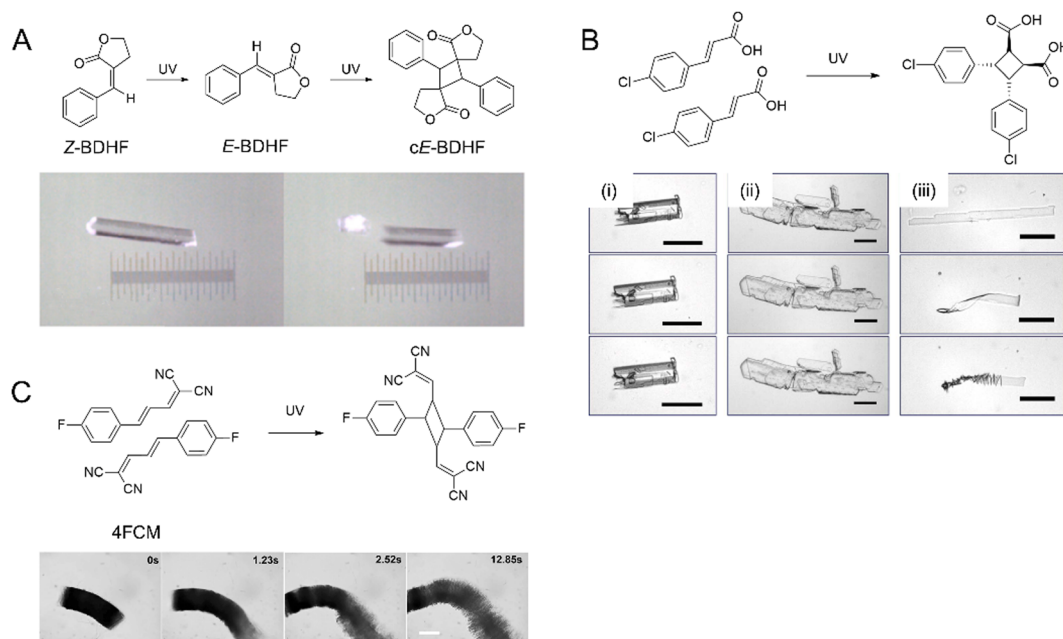 A
O
O
H
UV
Z-BDHF
H
O
O
UV
E-BDHF
O
O
O
O
cE-BDHF
B
Cl
O
OH
Cl
O
OH
UV
O
OH
O
OH
Cl
Cl
(i)
(ii)
(iii)
C
F
CN
CN
NC
CN
F
4FCM
UV
CN
NC
F
F
CN
CN
0s
1.23s
2.52s
12.85s